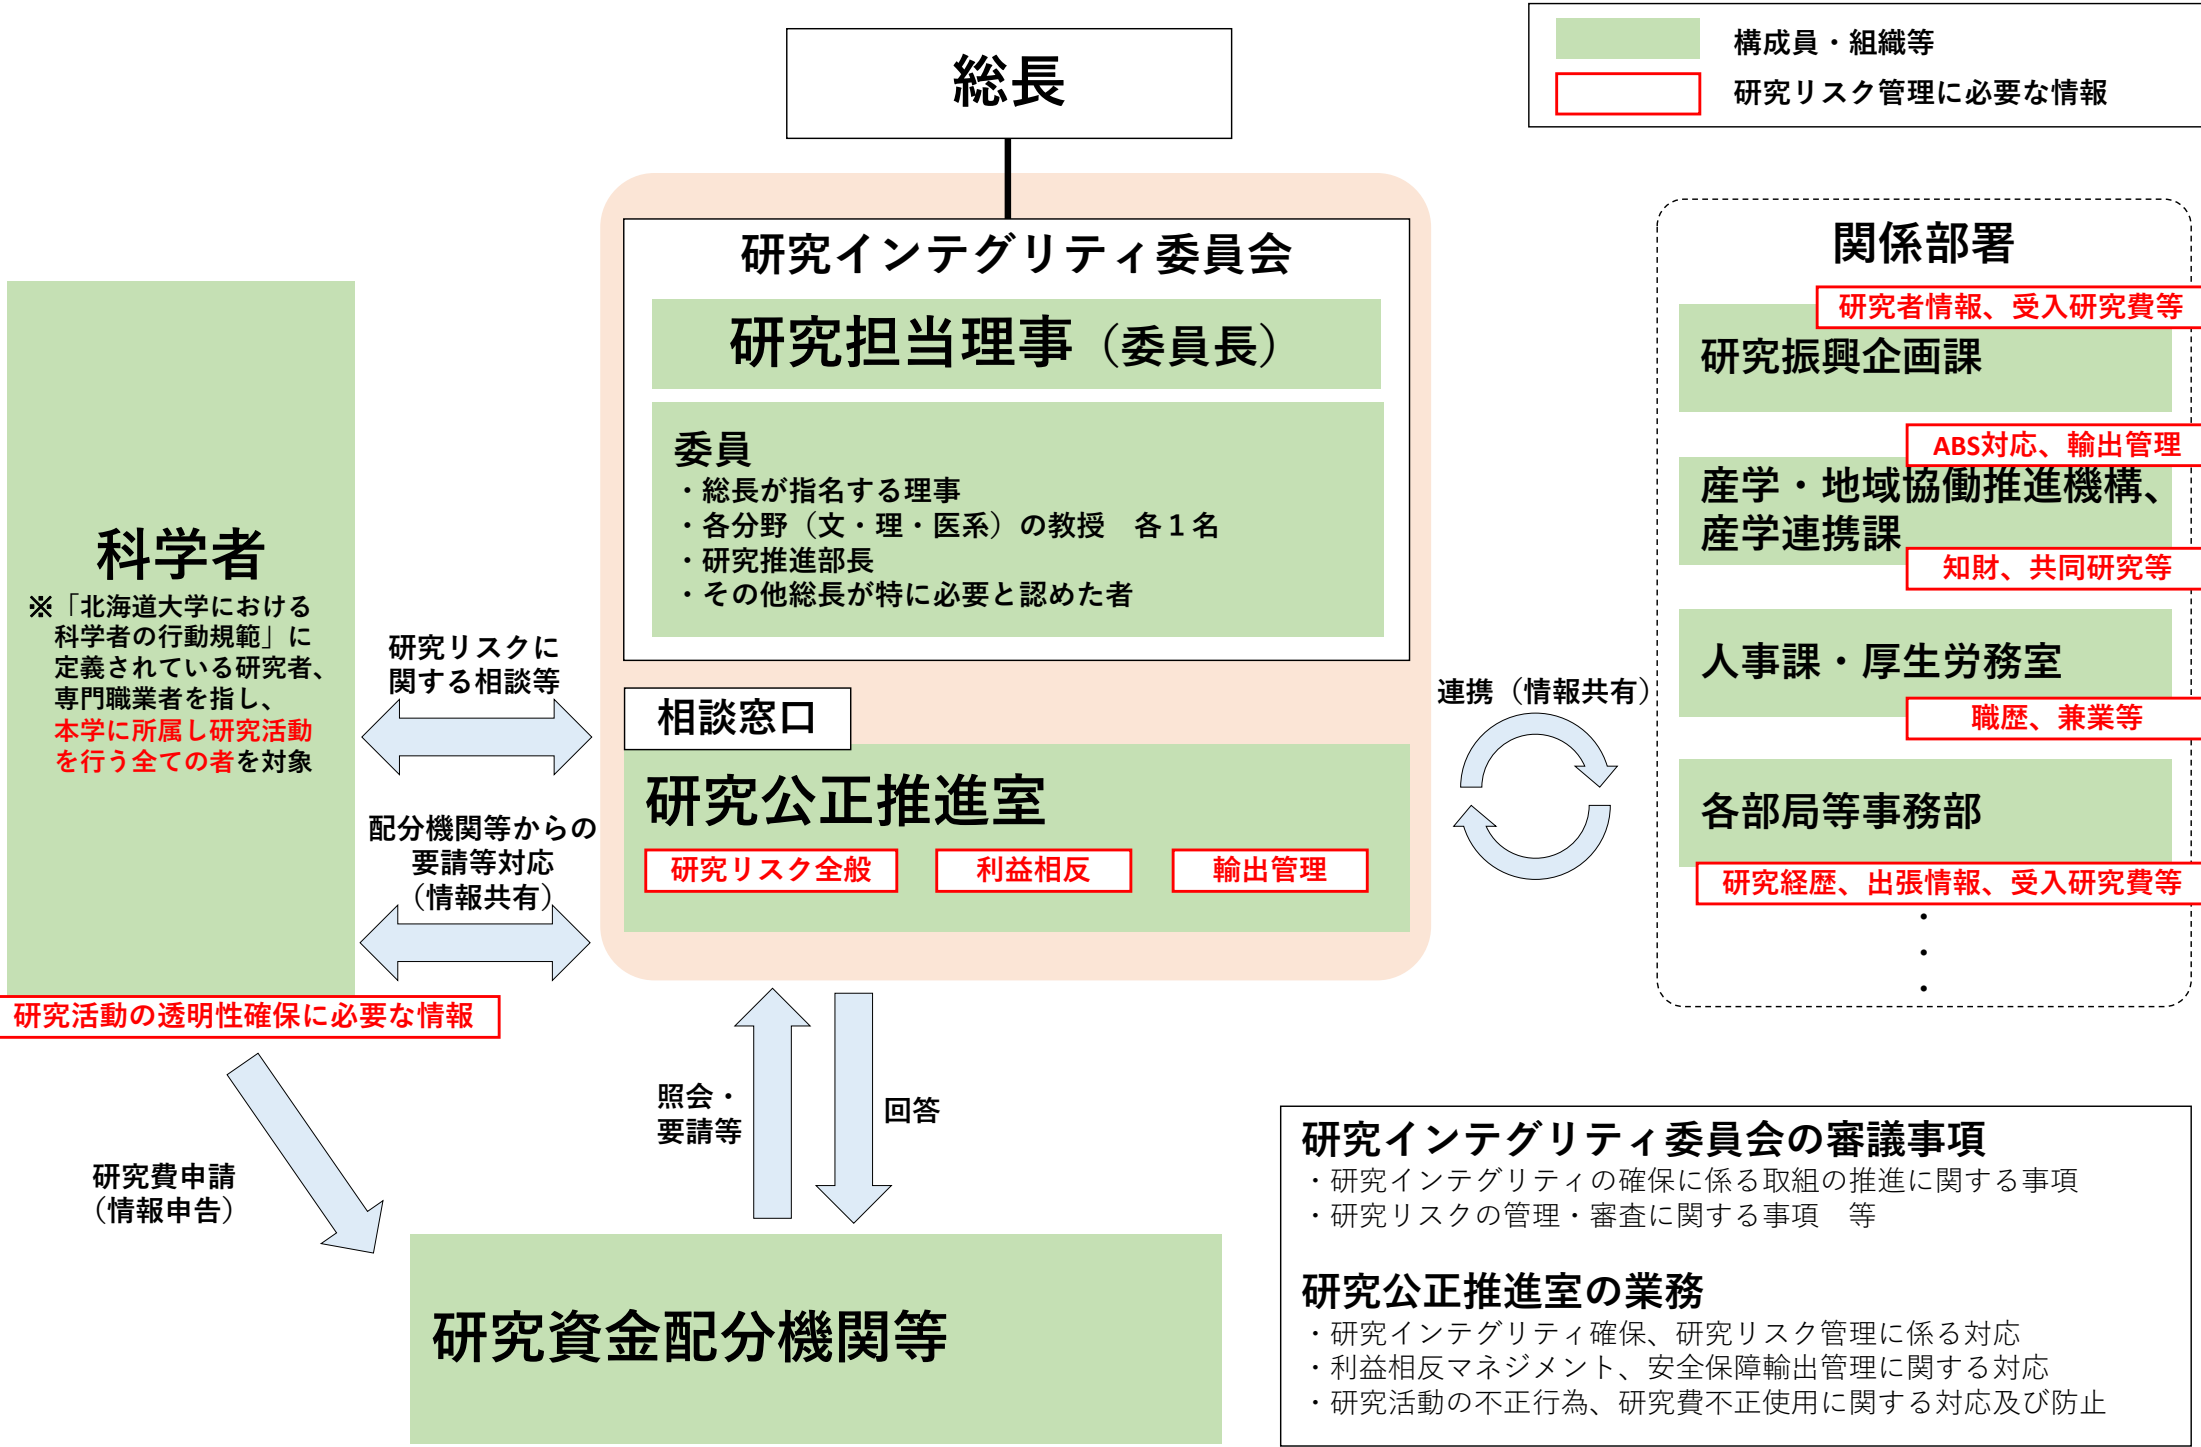 構成員・組織等
研究リスク管理に必要な情報
総長
研究インテグリティ委員会
研究担当理事（委員長）
委員
・総長が指名する理事
・各分野（文・理・医系）の教授　各１名
・研究推進部長
・その他総長が特に必要と認めた者
相談窓口
研究公正推進室
研究リスク全般
利益相反
輸出管理
科学者
※「北海道大学における
科学者の行動規範」に
定義されている研究者、
専門職業者を指し、
本学に所属し研究活動
を行う全ての者を対象
研究活動の透明性確保に必要な情報
研究リスクに
関する相談等
配分機関等からの
要請等対応
（情報共有）
連携（情報共有）
関係部署
研究者情報、受入研究費等
研究振興企画課
ABS対応、輸出管理
産学・地域協働推進機構、
産学連携課
知財、共同研究等
人事課・厚生労務室
職歴、兼業等
各部局等事務部
研究経歴、出張情報、受入研究費等
・
・
・
照会・
要請等
回答
研究費申請
（情報申告）
研究資金配分機関等
研究インテグリティ委員会の審議事項
・研究インテグリティの確保に係る取組の推進に関する事項
・研究リスクの管理・審査に関する事項　等
研究公正推進室の業務
・研究インテグリティ確保、研究リスク管理に係る対応
・利益相反マネジメント、安全保障輸出管理に関する対応
・研究活動の不正行為、研究費不正使用に関する対応及び防止